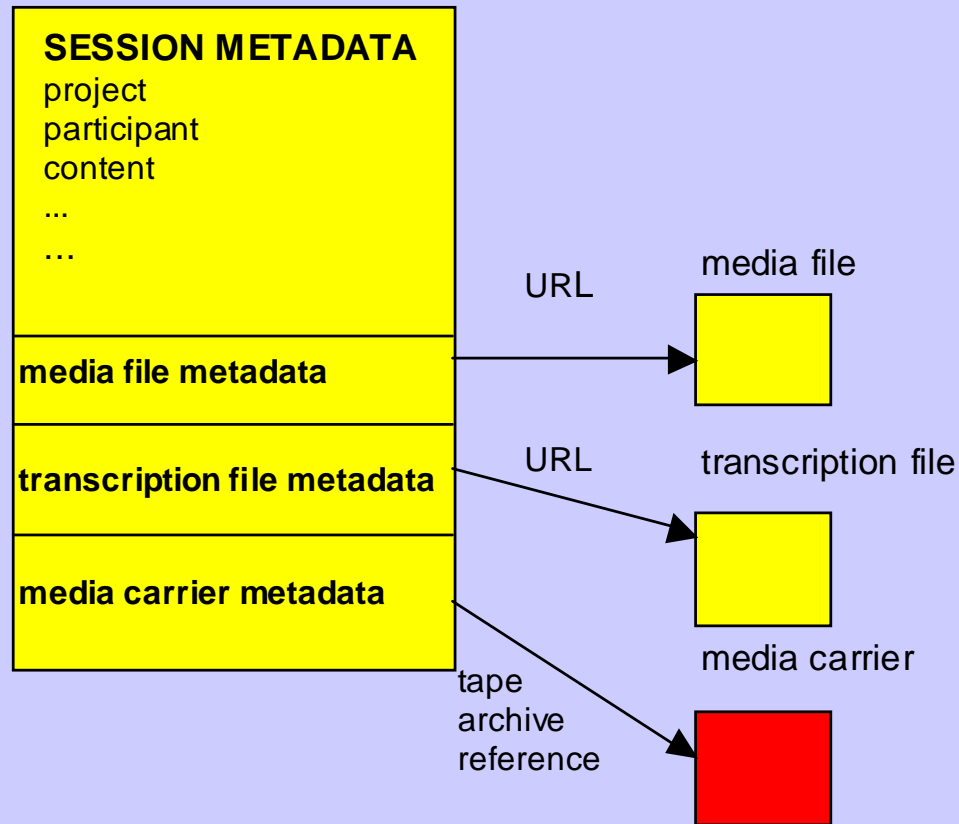 SESSION METADATA
project
participant
content
...
…
media file metadata
transcription file metadata
media carrier metadata
URL
media file
URL
transcription file
tape
archive
reference
media carrier